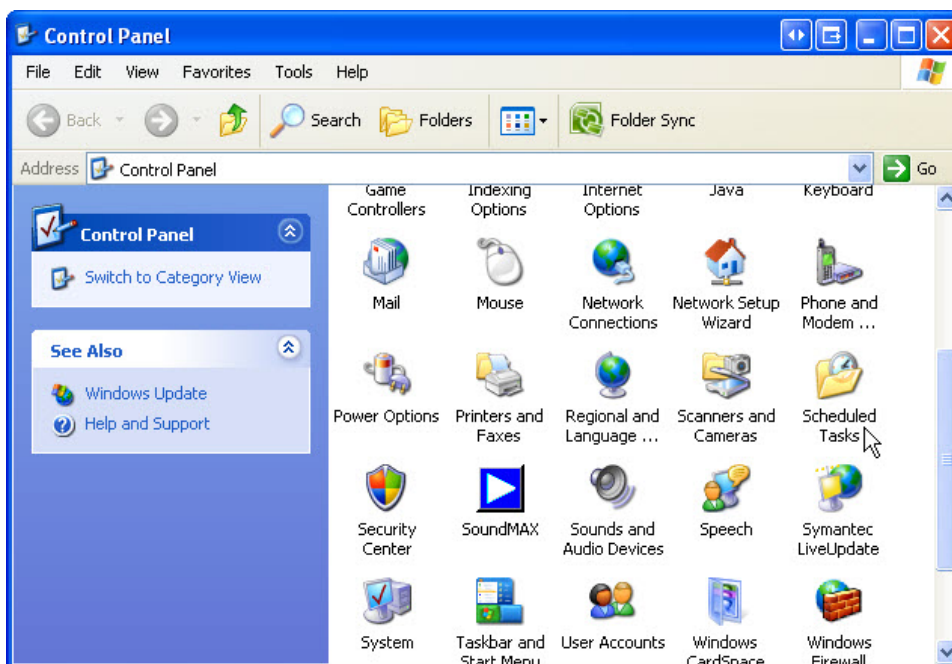 Control Panel
File Edit View Favorites Tools Help
Back Search Folders Folder Sync
Address Control Panel Go
Control Panel
Switch to Category View
See Also
Windows Update
Help and Support
Game Indexing Internet Java Keyboard
Controllers Options Options
Mail Mouse Network Network Setup Phone and
Connections Wizard Modem ...
Power Options Printers and Regional and Scanners and Scheduled
Faxes Language ... Cameras Tasks
Security SoundMAX Sounds and Speech Symantec
Center Audio Devices LiveUpdate
System Taskbar and User Accounts Windows Windows
Start Menu CardSpace Firewall